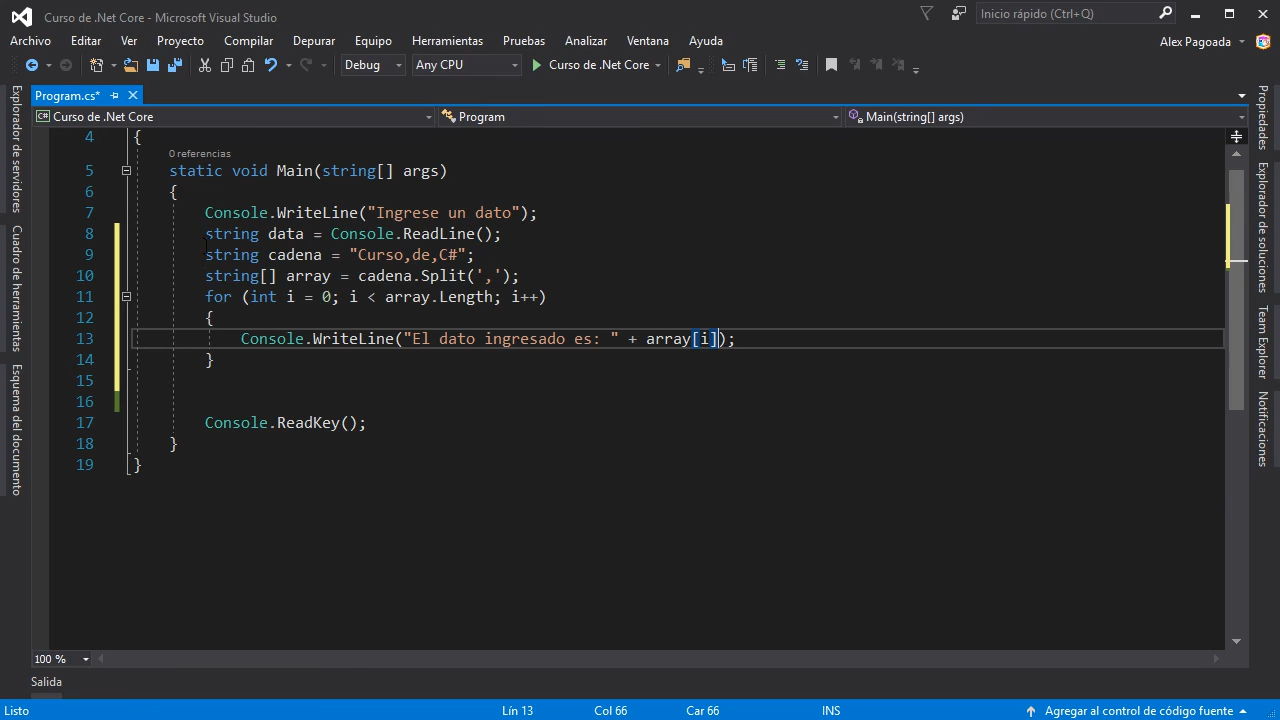 Curso de .Net Core - Microsoft Visual Studio
Inicio rápido (Ctrl+Q)
Archivo Editar Ver Proyecto Compilar Depurar Equipo Herramientas Pruebas Analizar Ventana Ayuda
Alex Pagoada
Debug Any CPU Curso de .Net Core
Program.cs*
C# Curso de .Net Core Program Main(string[] args)
4 {
0 referencias
5 static void Main(string[] args)
6 {
7 Console.WriteLine("Ingrese un dato");
8 string data = Console.ReadLine();
9 string cadena = "Curso,de,C#";
10 string[] array = cadena.Split(',');
11 for (int i = 0; i < array.Length; i++)
12 {
13 Console.WriteLine("El dato ingresado es: " + array[i]);
14 }
15
16
17 Console.ReadKey();
18 }
19 }
Explorador de servidores
Cuadro de herramientas
Esquema del documento
Propiedades
Explorador de soluciones
Team Explorer
Notificaciones
100 %
Salida
Listo Lín 13 Col 66 Car 66 INS Agregar al control de código fuente